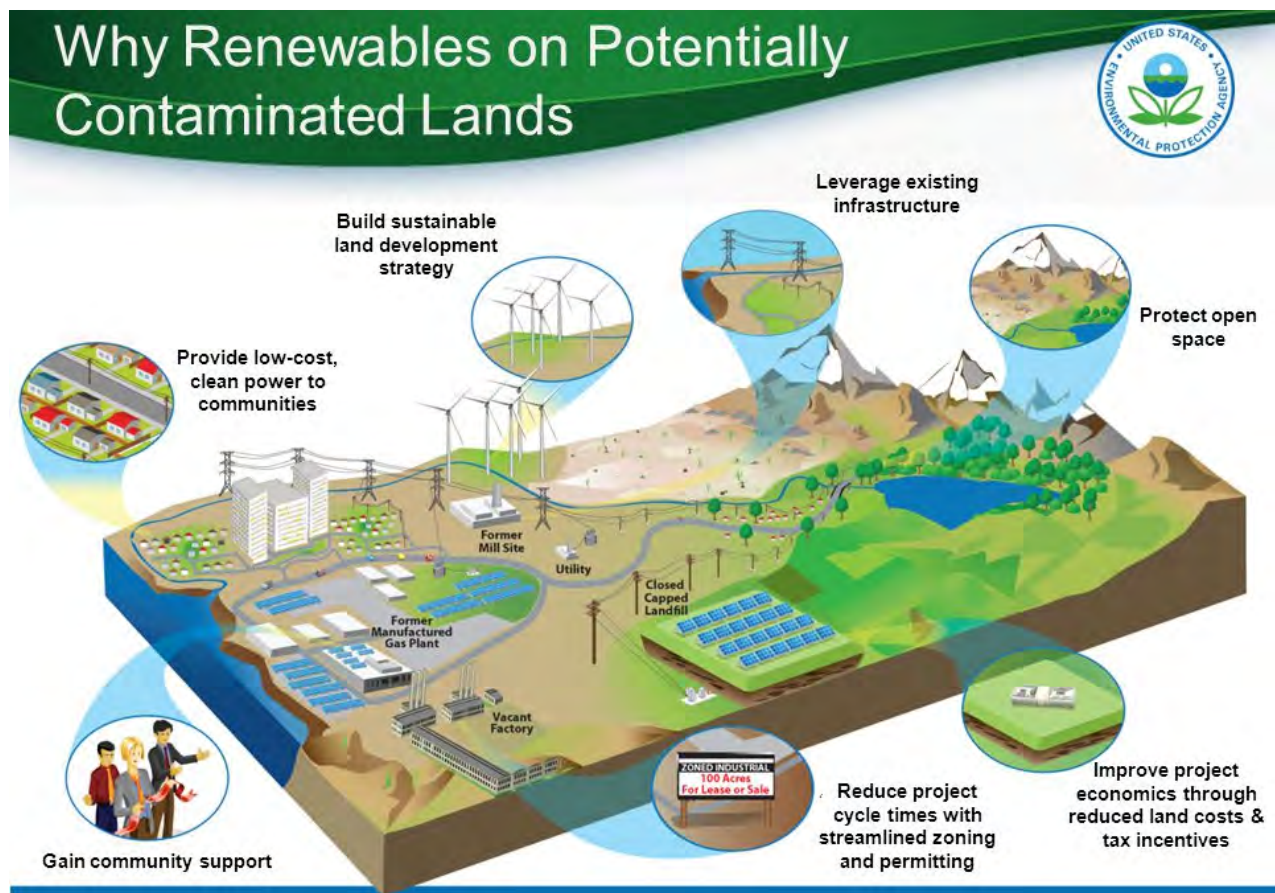 Why Renewables on Potentially
Contaminated Lands
UNITED STATES
ENVIRONMENTAL PROTECTION AGENCY
Leverage existing
infrastructure
Build sustainable
land development
strategy
Protect open
space
Provide low-cost,
clean power to
communities
Former
Mill Site
Utility
Closed
Capped
Landfill
Former
Manufactured
Gas Plant
Vacant
Factory
ZONED INDUSTRIAL
100 Acres
For Lease or Sale
Reduce project
cycle times with
streamlined zoning
and permitting
Improve project
economics through
reduced land costs &
tax incentives
Gain community support